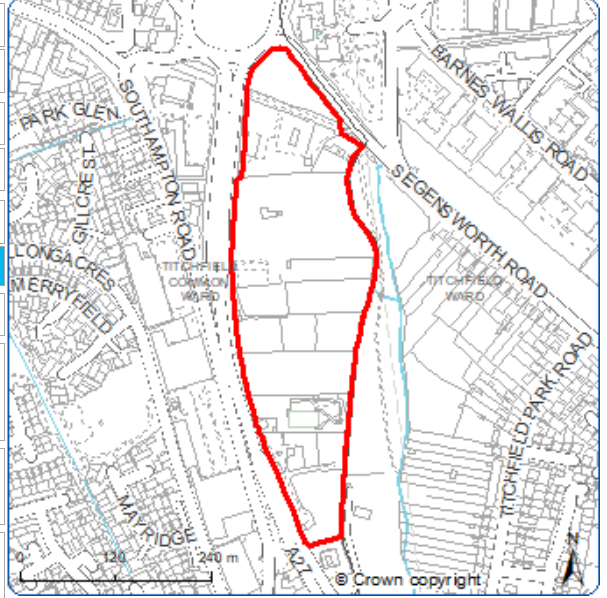 BARNES WALLIS ROAD
PARK GLEN
SOUTHAMPTON ROAD
GILLCREST
SEGENSWORTH ROAD
LONGACRES
MERRYFIELD
TITCHFIELD
COMMON
WARD
TITCHFIELD
WARD
TITCHFIELD PARK ROAD
MAYRIDGE
A27
N
0 120 240 m
© Crown copyright